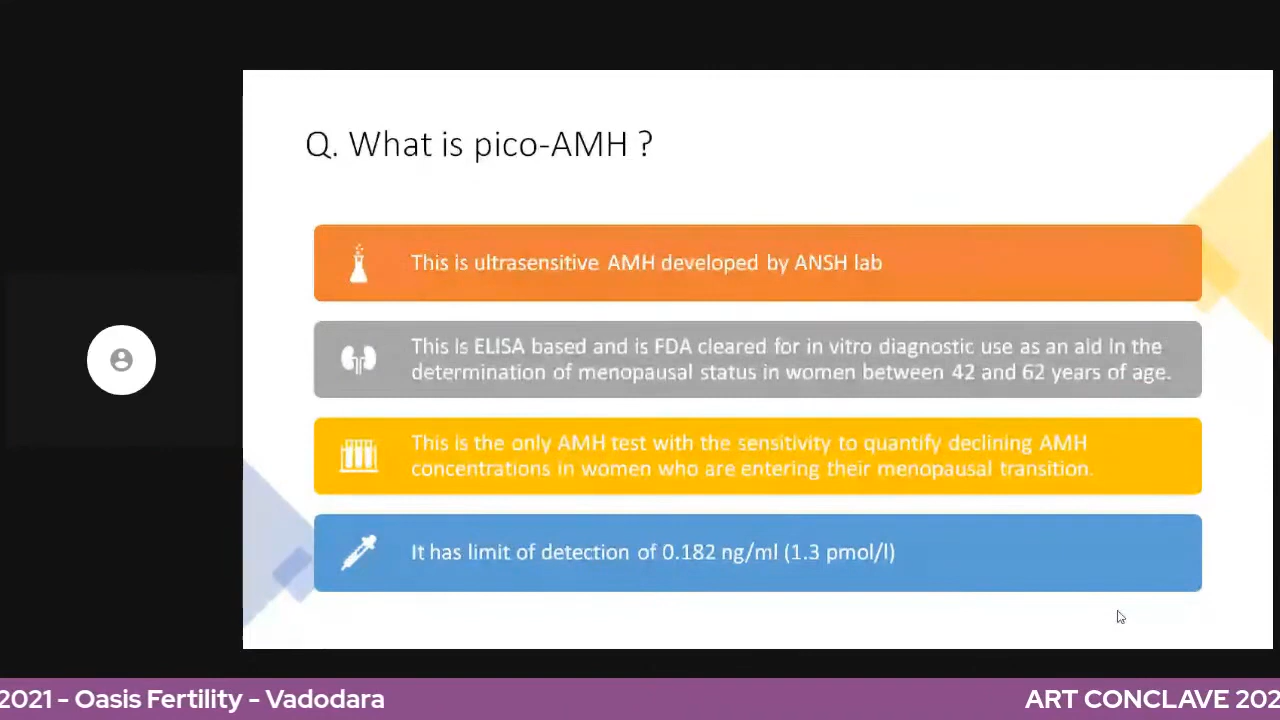 Q. What is pico-AMH ?
This is ultrasensitive AMH developed by ANSH lab
This is ELISA based and is FDA cleared for in vitro diagnostic use as an aid in the
determination of menopausal status in women between 42 and 62 years of age.
This is the only AMH test with the sensitivity to quantify declining AMH
concentrations in women who are entering their menopausal transition.
It has limit of detection of 0.182 ng/ml (1.3 pmol/l)
2021 - Oasis Fertility - Vadodara
ART CONCLAVE 202